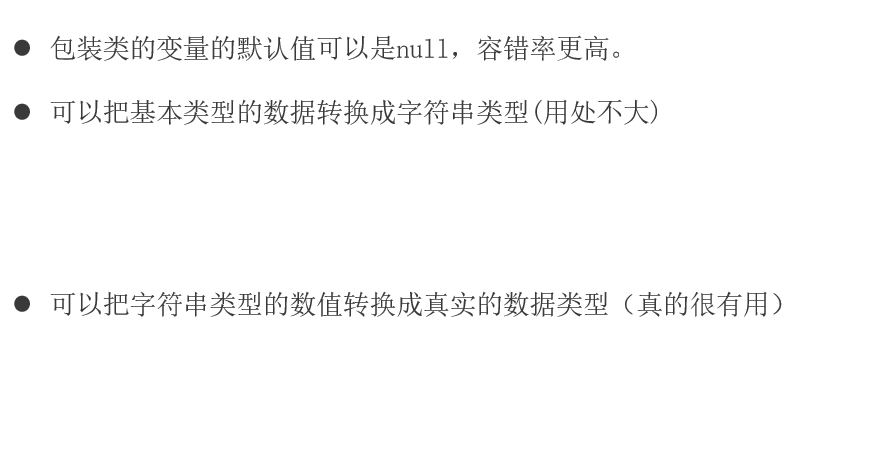 ● 包装类的变量的默认值可以是null，容错率更高。
● 可以把基本类型的数据转换成字符串类型(用处不大)
● 可以把字符串类型的数值转换成真实的数据类型（真的很有用）